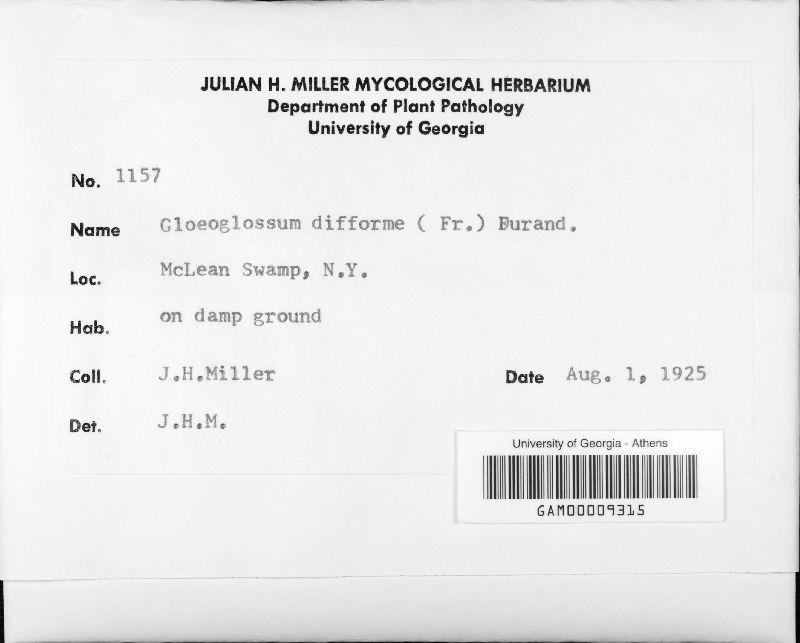 JULIAN H. MILLER MYCOLOGICAL HERBARIUM
Department of Plant Pathology
University of Georgia
No. 1157
Name Gloeoglossum difforme ( Fr.) Durand.
Loc. McLean Swamp, N.Y.
Hab. on damp ground
Coll. J.H.Miller Date Aug. 1, 1925
Det. J.H.M.
University of Georgia - Athens
GAM00009315